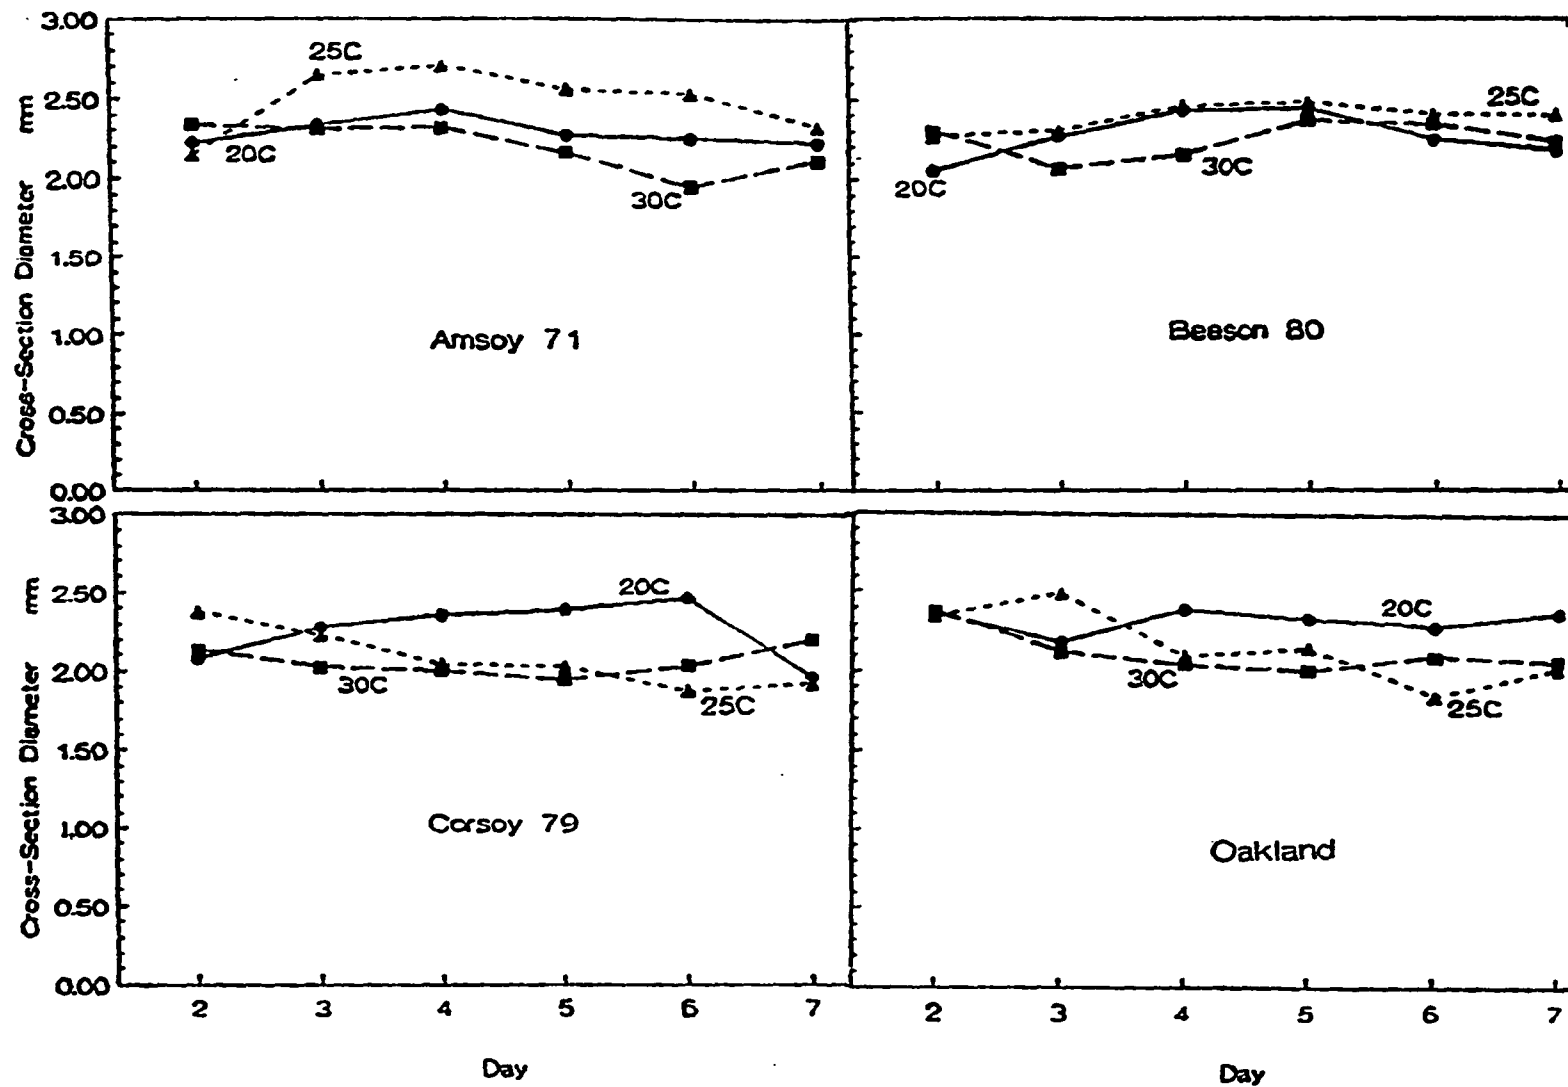 3.00
2.50
2.00
1.50
1.00
0.50
0.00
Cross-Section Diameter mm
25C
20C
30C
Amsoy 71
25C
20C
30C
Beeson 80
3.00
2.50
2.00
1.50
1.00
0.50
0.00
Cross-Section Diameter mm
20C
30C
25C
Corsoy 79
2 3 4 5 6 7
Day
20C
30C
25C
Oakland
2 3 4 5 6 7
Day